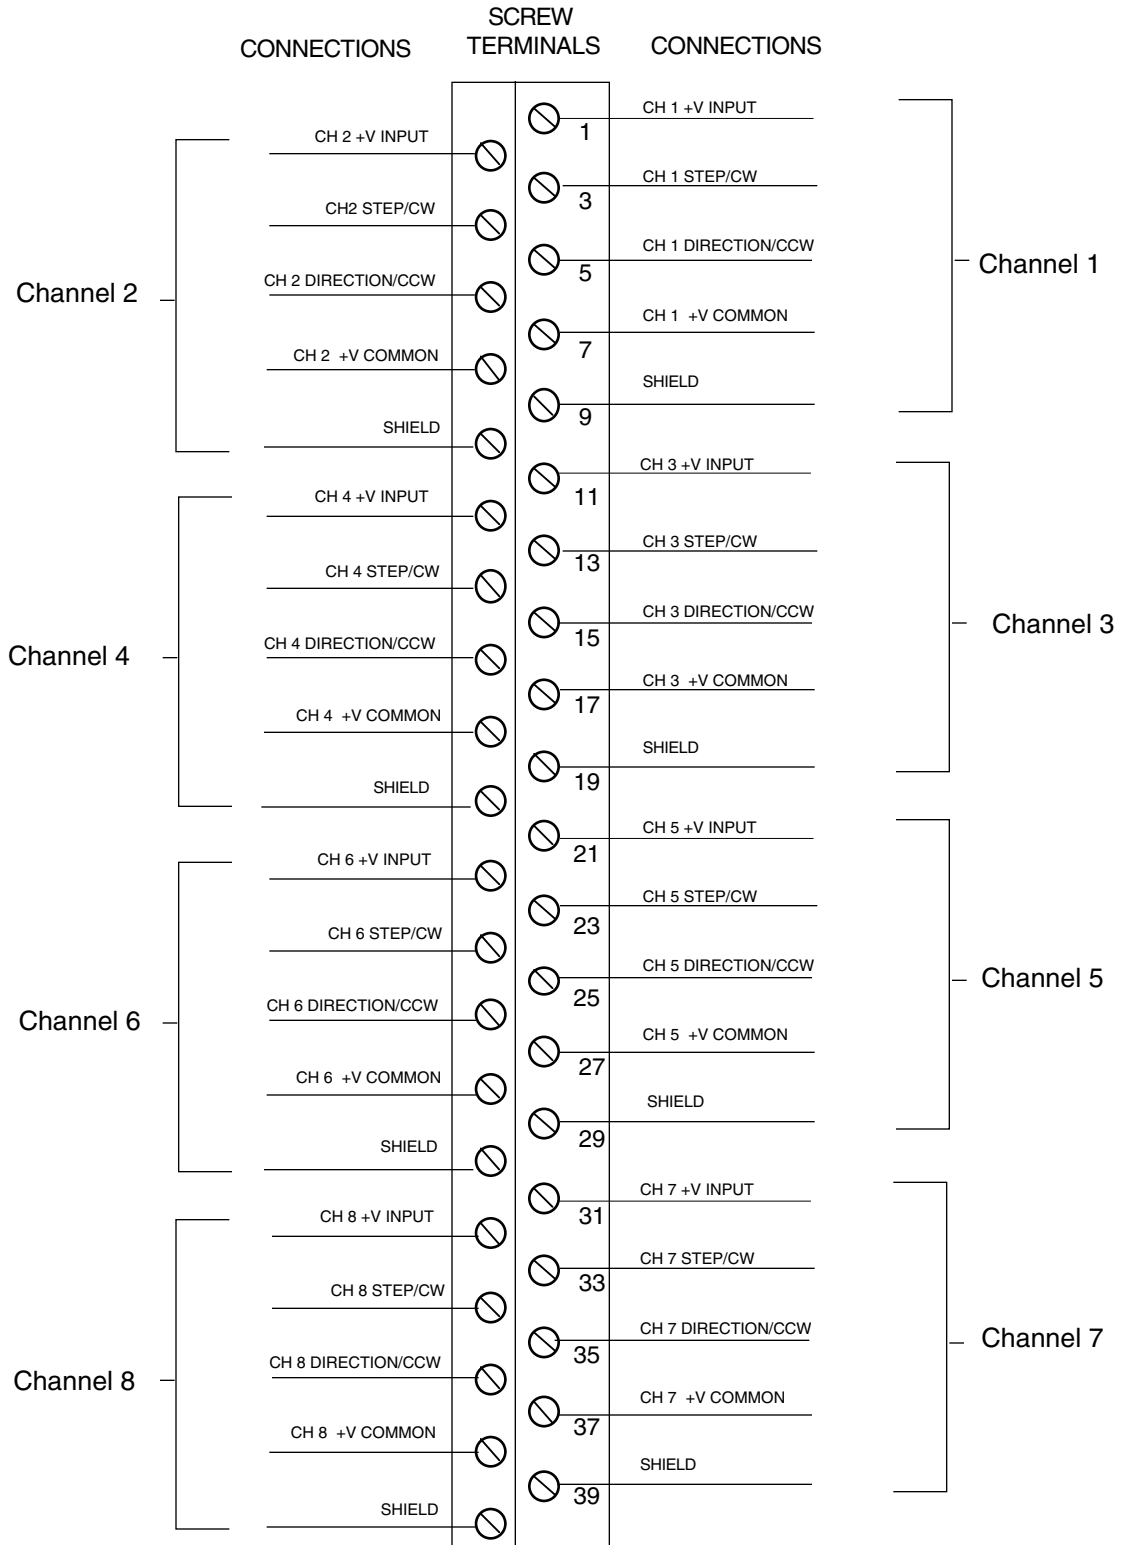 CONNECTIONS
SCREW
TERMINALS
CONNECTIONS
CH 1 +V INPUT
1
CH 2 +V INPUT
CH 1 STEP/CW
3
CH2 STEP/CW
CH 1 DIRECTION/CCW
5
Channel 1
CH 2 DIRECTION/CCW
Channel 2
CH 1 +V COMMON
7
CH 2 +V COMMON
SHIELD
9
SHIELD
CH 3 +V INPUT
11
CH 4 +V INPUT
CH 3 STEP/CW
13
CH 4 STEP/CW
CH 3 DIRECTION/CCW
15
Channel 3
CH 4 DIRECTION/CCW
Channel 4
CH 3 +V COMMON
17
CH 4 +V COMMON
SHIELD
19
SHIELD
CH 5 +V INPUT
21
CH 6 +V INPUT
CH 5 STEP/CW
23
CH 6 STEP/CW
CH 5 DIRECTION/CCW
25
Channel 5
CH 6 DIRECTION/CCW
Channel 6
CH 5 +V COMMON
27
CH 6 +V COMMON
SHIELD
29
SHIELD
CH 7 +V INPUT
31
CH 8 +V INPUT
CH 7 STEP/CW
33
CH 8 STEP/CW
CH 7 DIRECTION/CCW
35
Channel 7
CH 8 DIRECTION/CCW
Channel 8
CH 7 +V COMMON
37
CH 8 +V COMMON
SHIELD
39
SHIELD